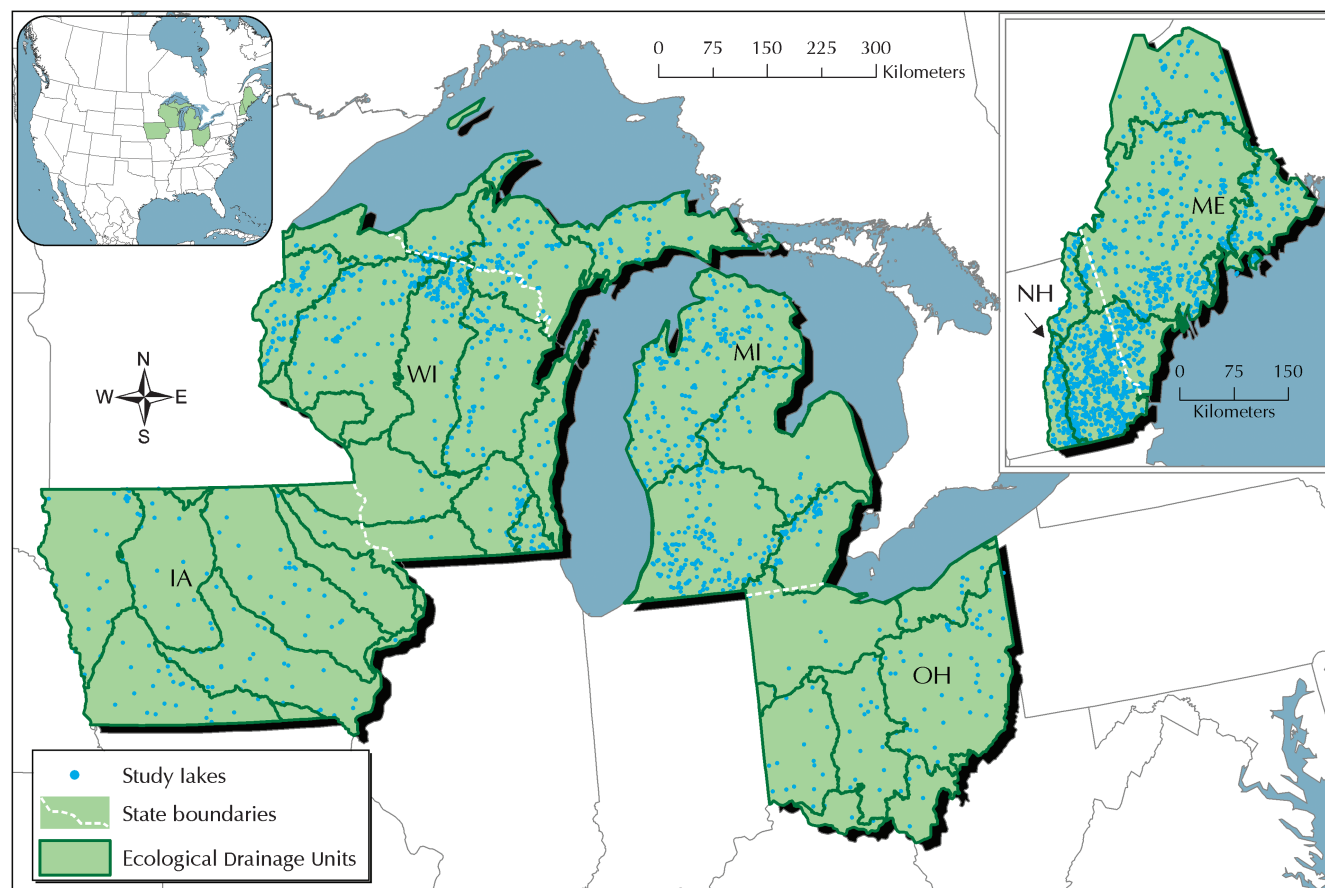 0 75 150 225 300
Kilometers
ME
NH
0 75 150
Kilometers
N
W E
S
WI
MI
IA
OH
Study lakes
State boundaries
Ecological Drainage Units